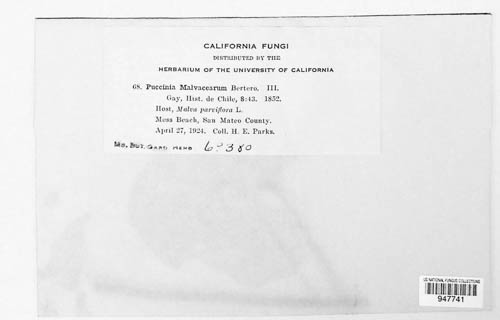 CALIFORNIA FUNGI
DISTRIBUTED BY THE
HERBARIUM OF THE UNIVERSITY OF CALIFORNIA
68. Puccinia Malvacearum Bertero. III.
Gay, Hist. de Chile, 8:43. 1852.
Host, Malva parviflora L.
Moss Beach, San Mateo County.
April 27, 1924. Coll. H. E. Parks.
MO. BOT. GARD. HERB. 63380
US NATIONAL FUNGUS COLLECTIONS
947741